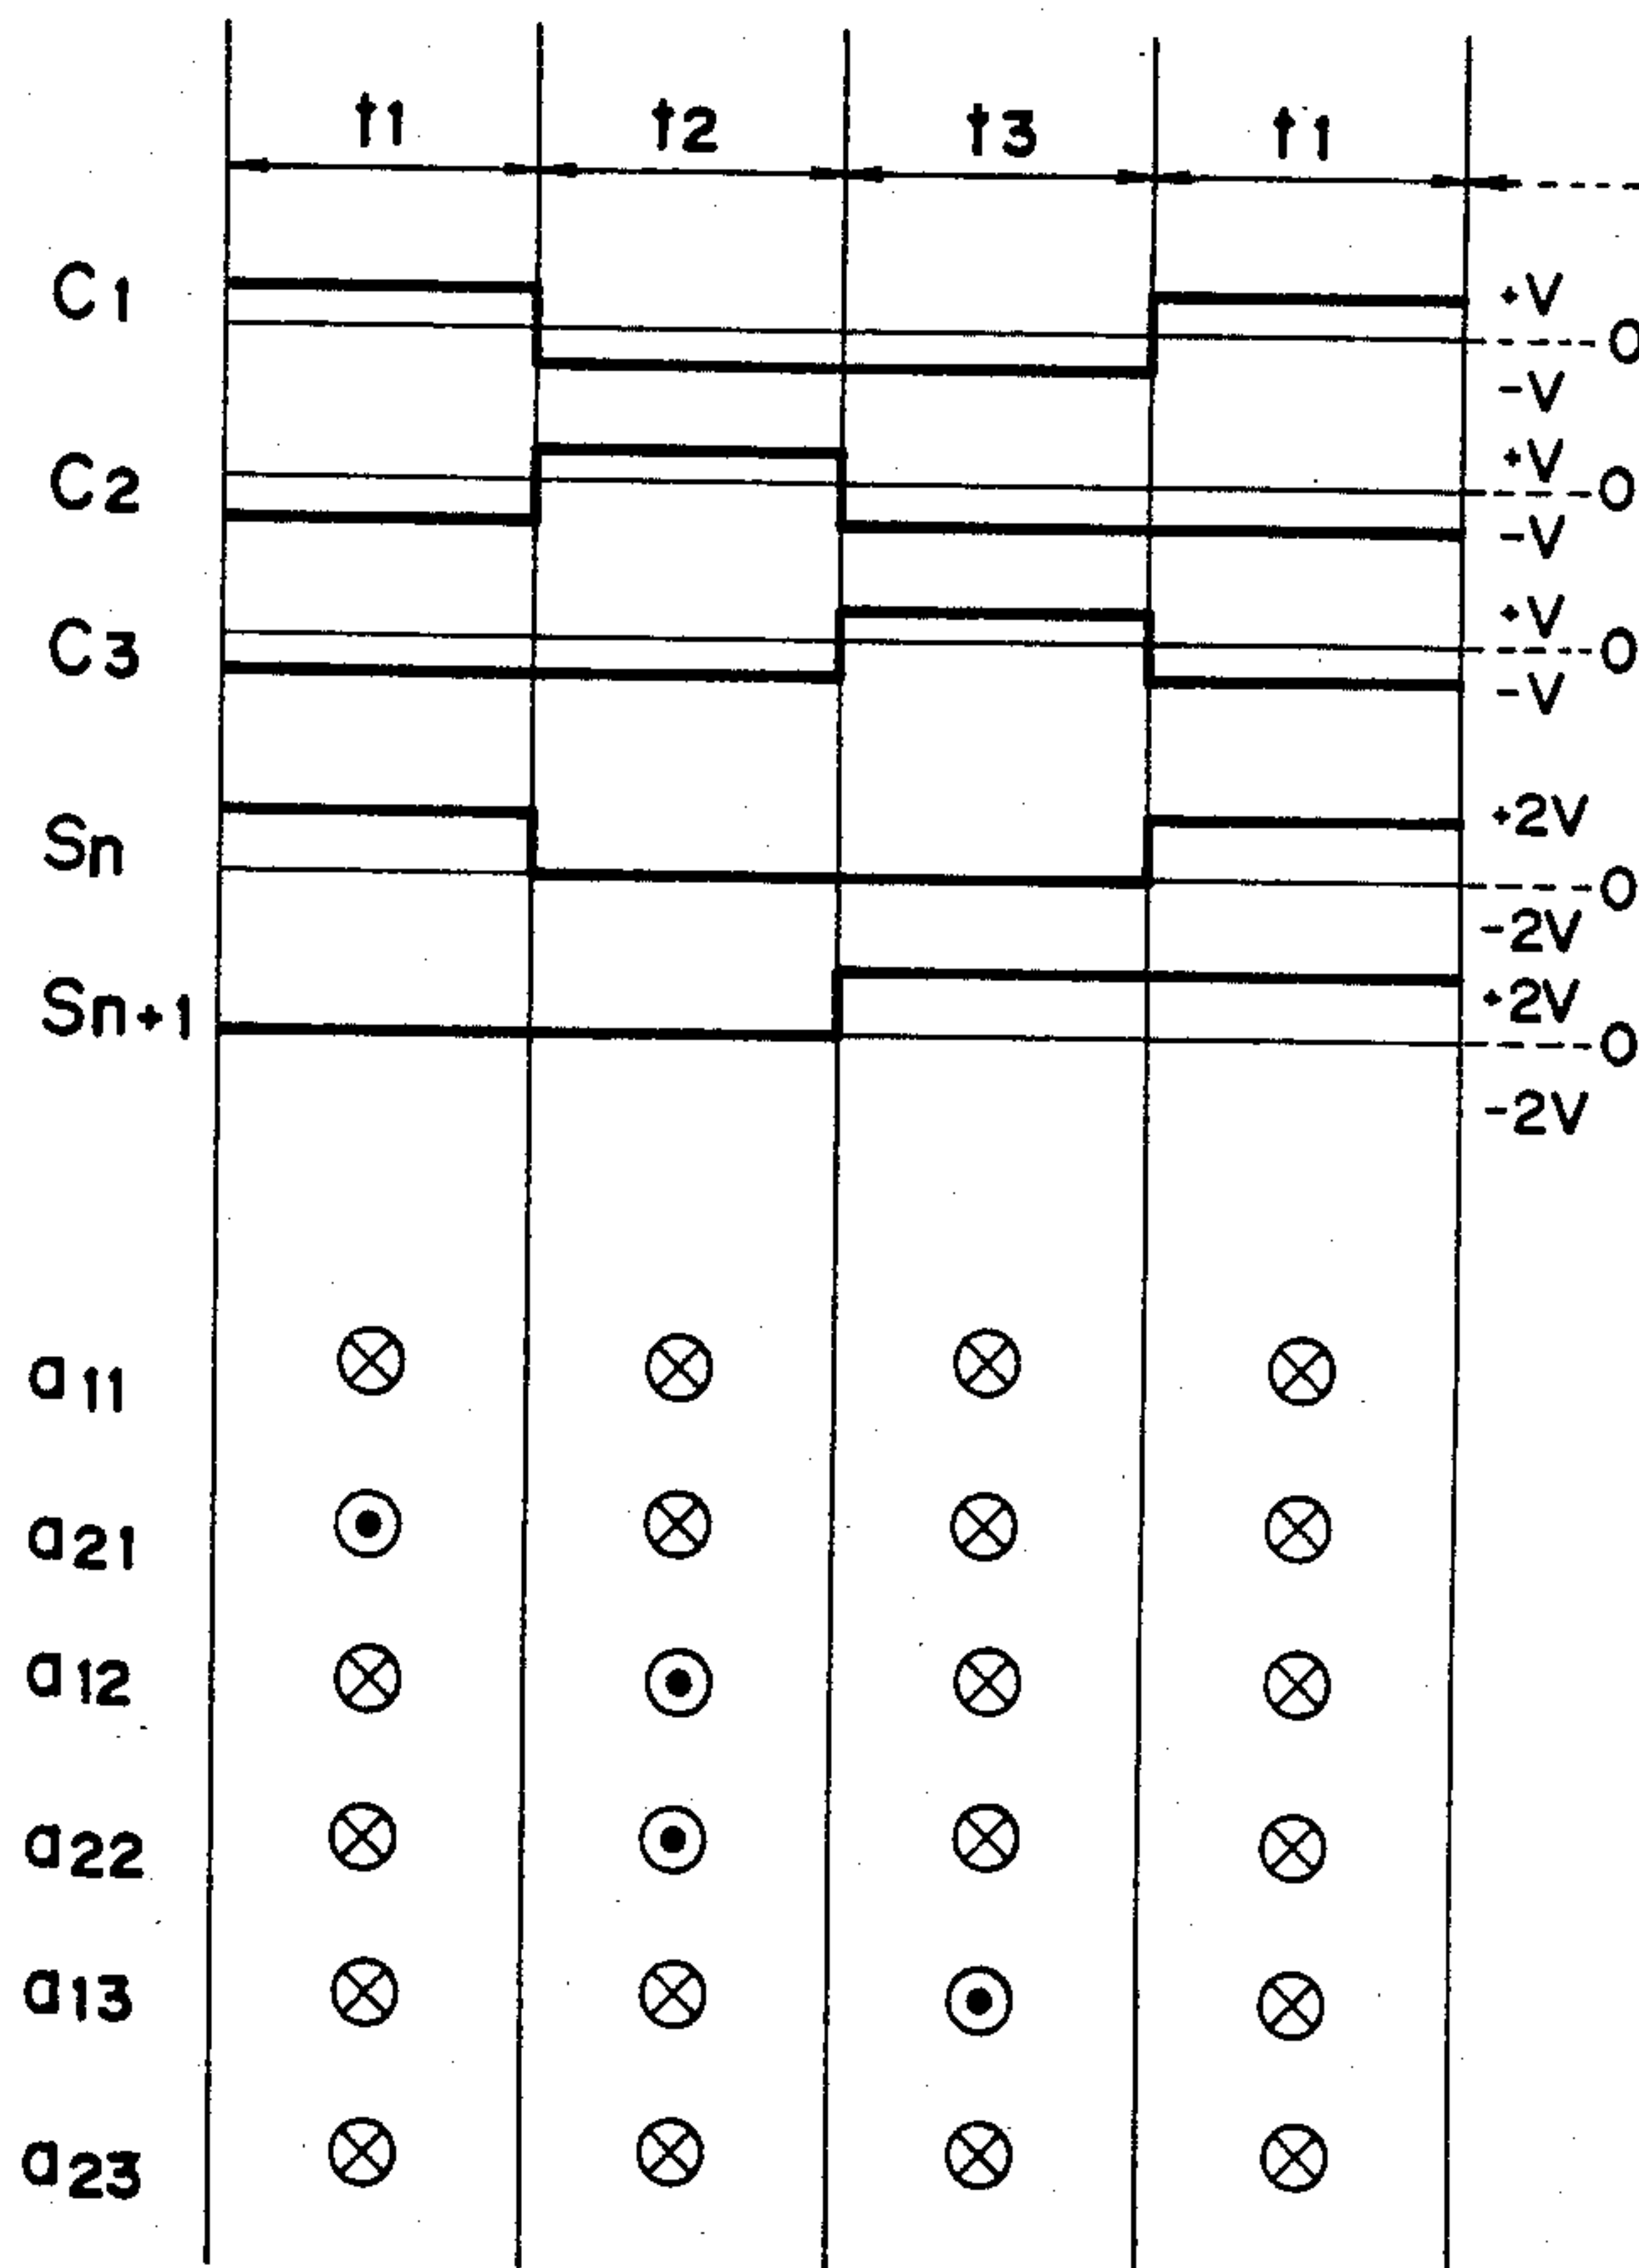 t1 t2 t3 t1
C1 +V 0 -V
C2 +V 0 -V
C3 +V 0 -V
Sn +2V 0 -2V
Sn+1 +2V 0 -2V
a11
a21
a12
a22
a13
a23